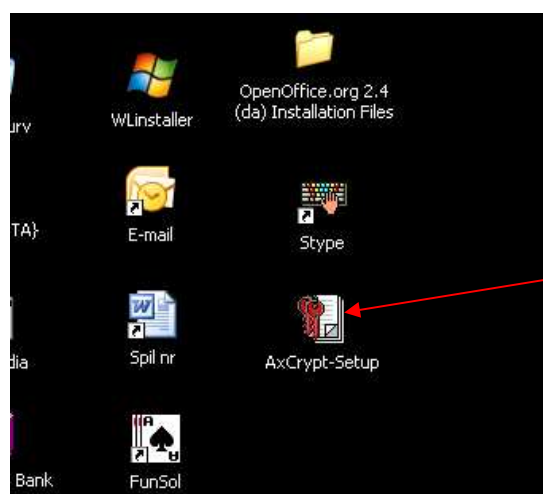 OpenOffice.org 2.4
(da) Installation Files
urv
WLinstaller
TA}
E-mail
Stype
dia
Spil nr
AxCrypt-Setup
Bank
FunSol